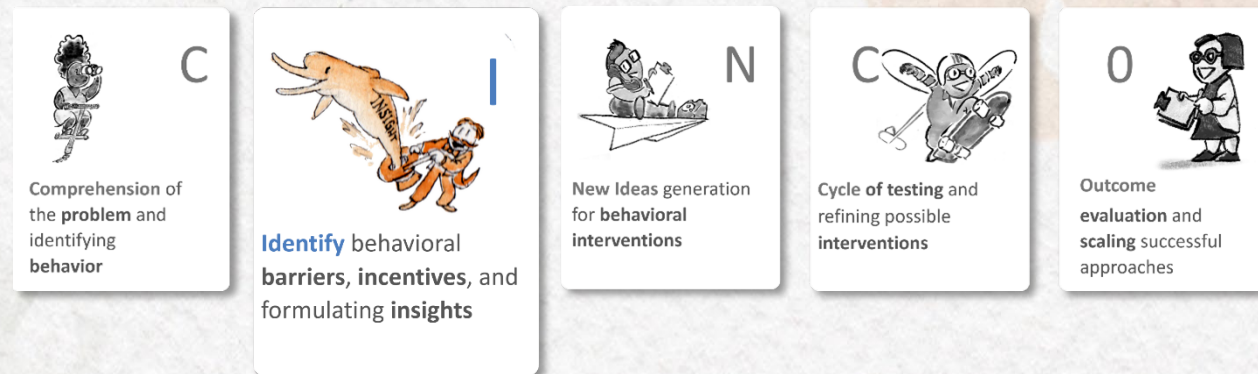 C
Comprehension of
the problem and
identifying
behavior
I
INSIGHT
Identify behavioral
barriers, incentives, and
formulating insights
N
New Ideas generation
for behavioral
interventions
C
Cycle of testing and
refining possible
interventions
O
Outcome
evaluation and
scaling successful
approaches